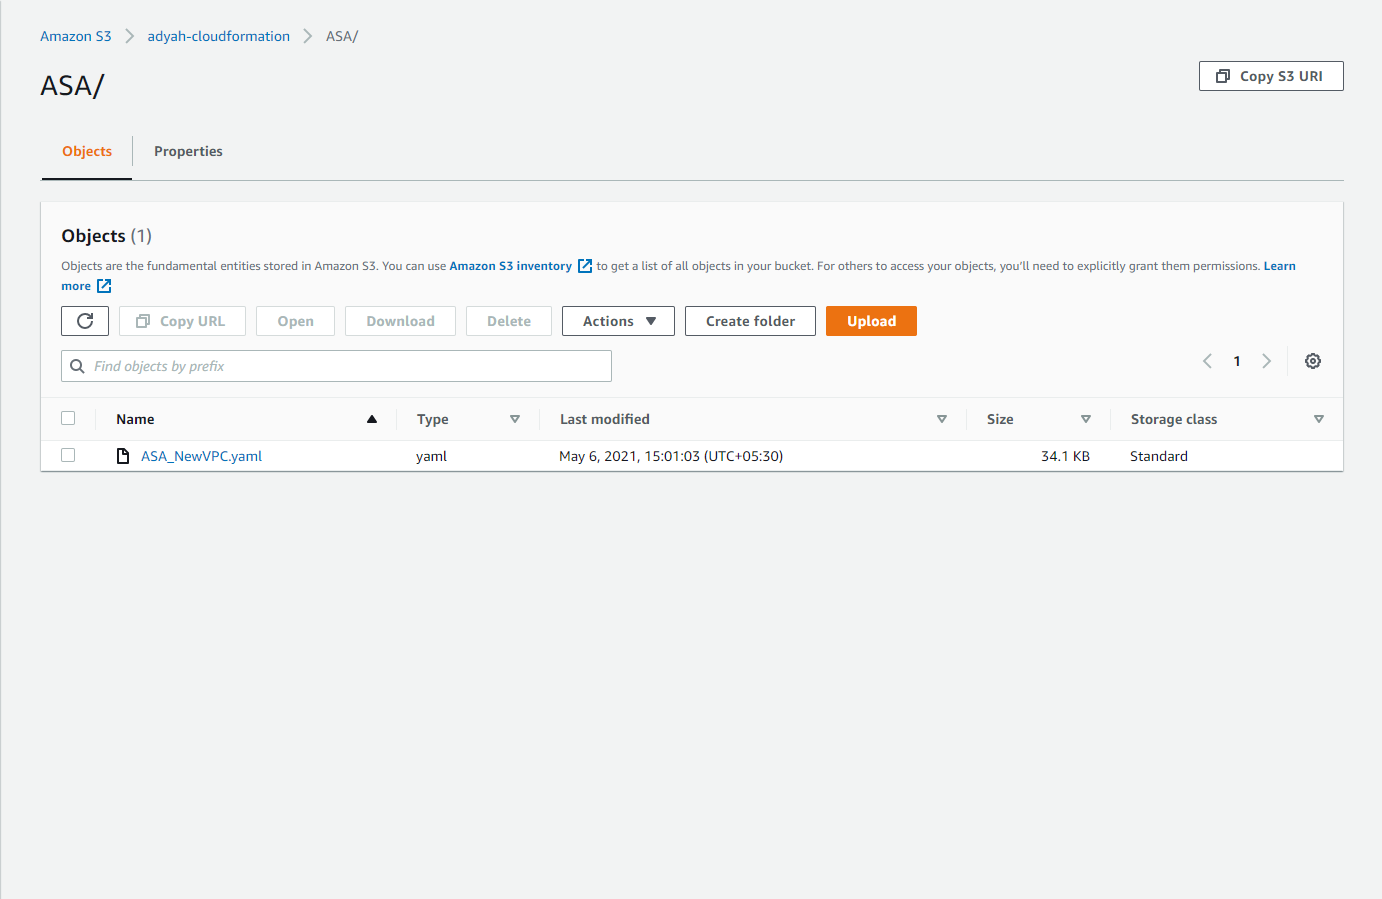 Amazon S3 adyah-cloudformation ASA/
ASA/
Copy S3 URI
Objects Properties
Objects (1)
Objects are the fundamental entities stored in Amazon S3. You can use Amazon S3 inventory to get a list of all objects in your bucket. For others to access your objects, you'll need to explicitly grant them permissions. Learn
more
Copy URL Open Download Delete Actions Create folder Upload
Find objects by prefix
1
Name Type Last modified Size Storage class
ASA_NewVPC.yaml yaml May 6, 2021, 15:01:03 (UTC+05:30) 34.1 KB Standard